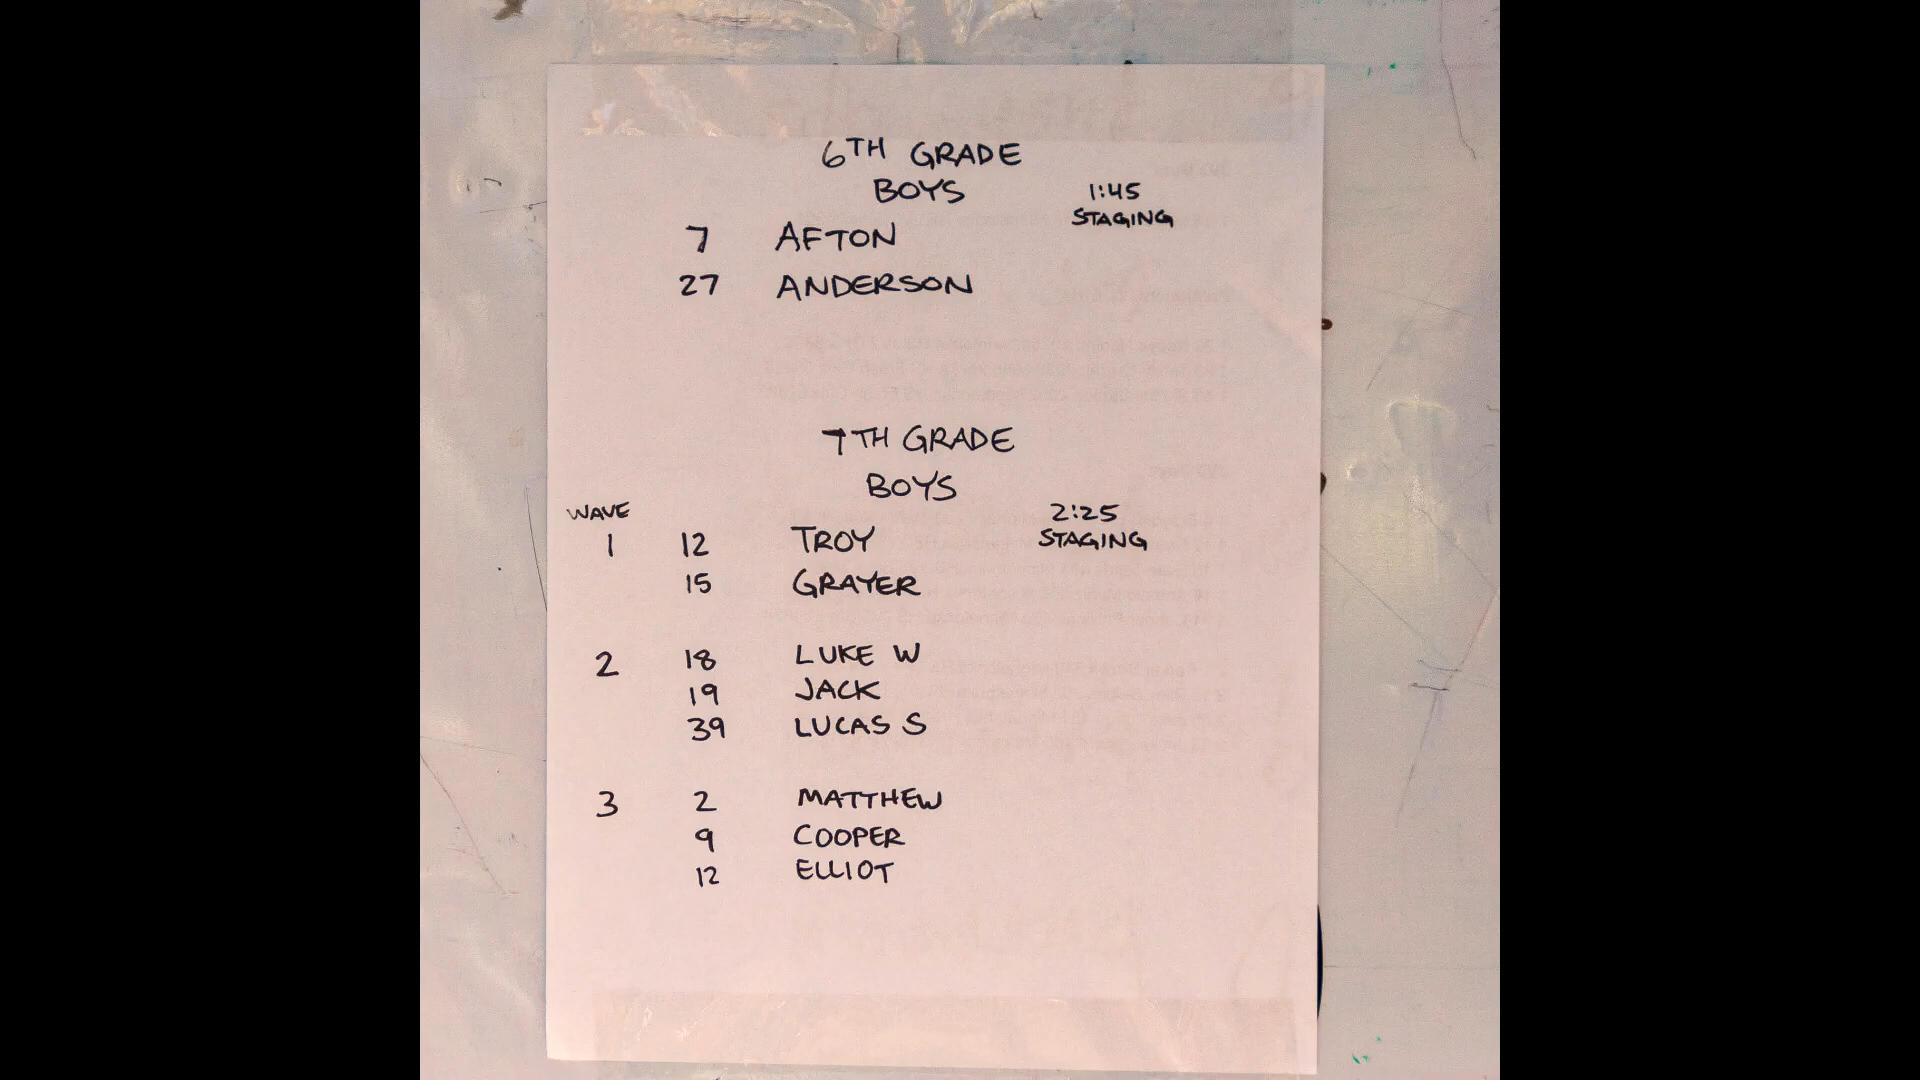 6TH GRADE
BOYS
1:45
STAGING
7 AFTON
27 ANDERSON
7TH GRADE
BOYS
WAVE
2:25
STAGING
1 12 TROY
15 GRAYER
2 18 LUKE W
19 JACK
39 LUCAS S
3 2 MATTHEW
9 COOPER
12 ELLIOT